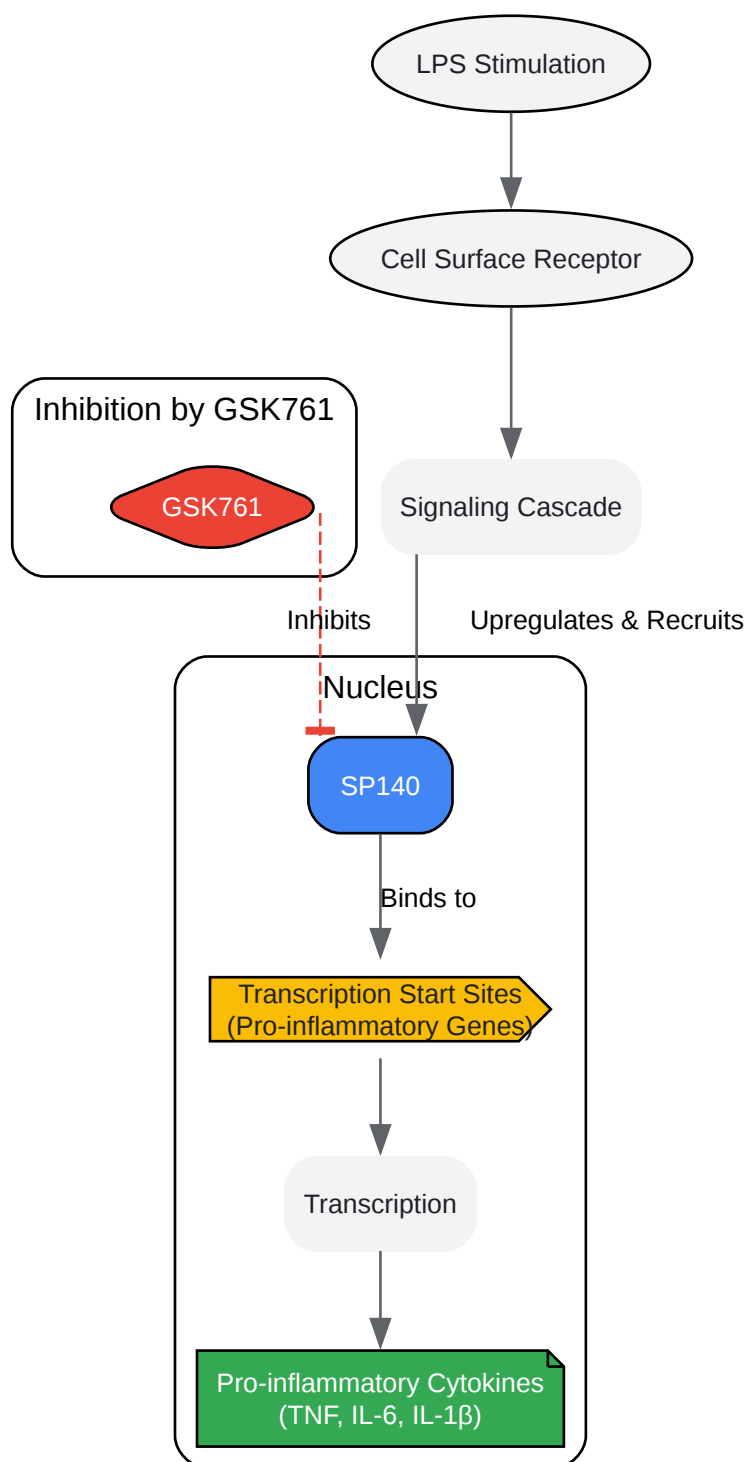 LPS Stimulation
Cell Surface Receptor
Inhibition by GSK761
GSK761
Signaling Cascade
Inhibits
Upregulates & Recruits
Nucleus
SP140
Binds to
Transcription Start Sites
(Pro-inflammatory Genes)
Transcription
Pro-inflammatory Cytokines
(TNF, IL-6, IL-1β)